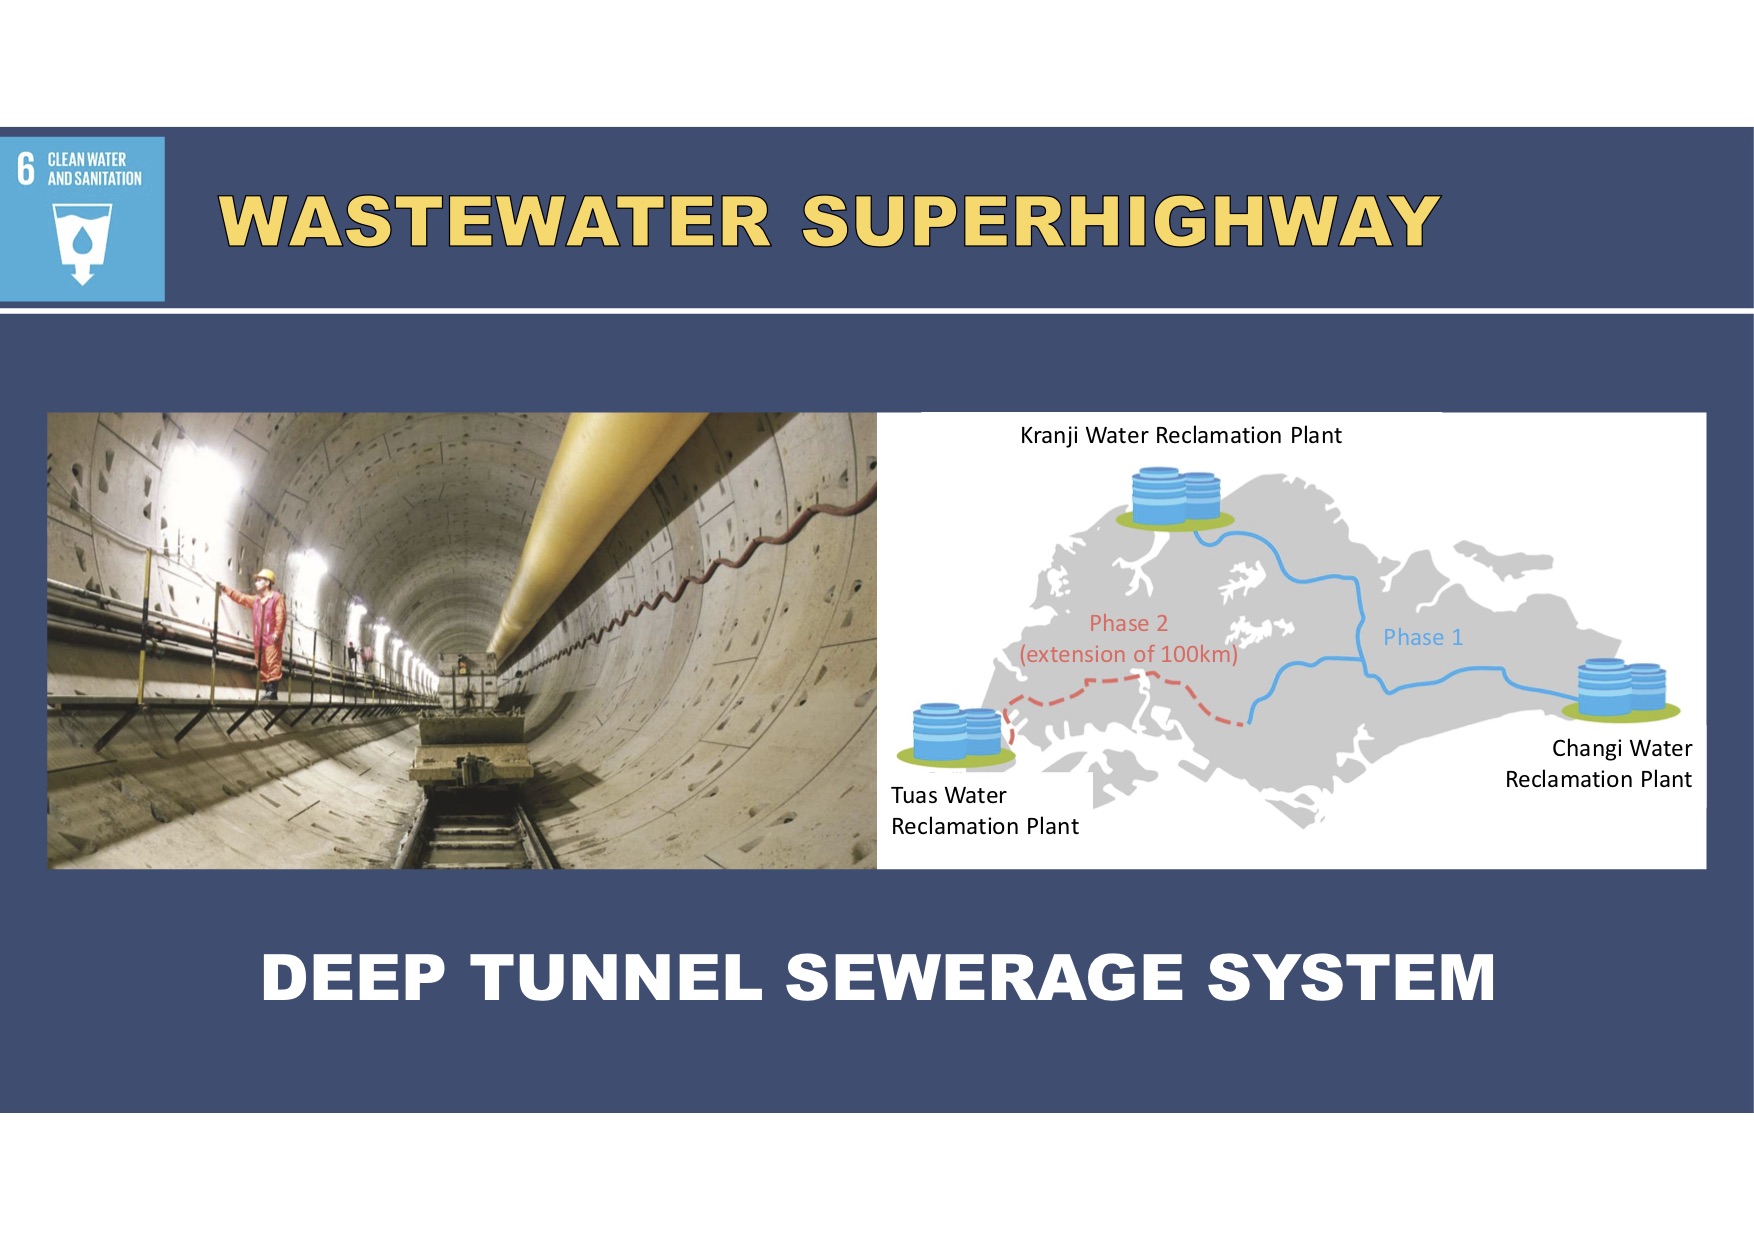 6 CLEAN WATER
AND SANITATION
WASTEWATER SUPERHIGHWAY
Kranji Water Reclamation Plant
Phase 2
(extension of 100km)
Phase 1
Changi Water
Reclamation Plant
Tuas Water
Reclamation Plant
DEEP TUNNEL SEWERAGE SYSTEM